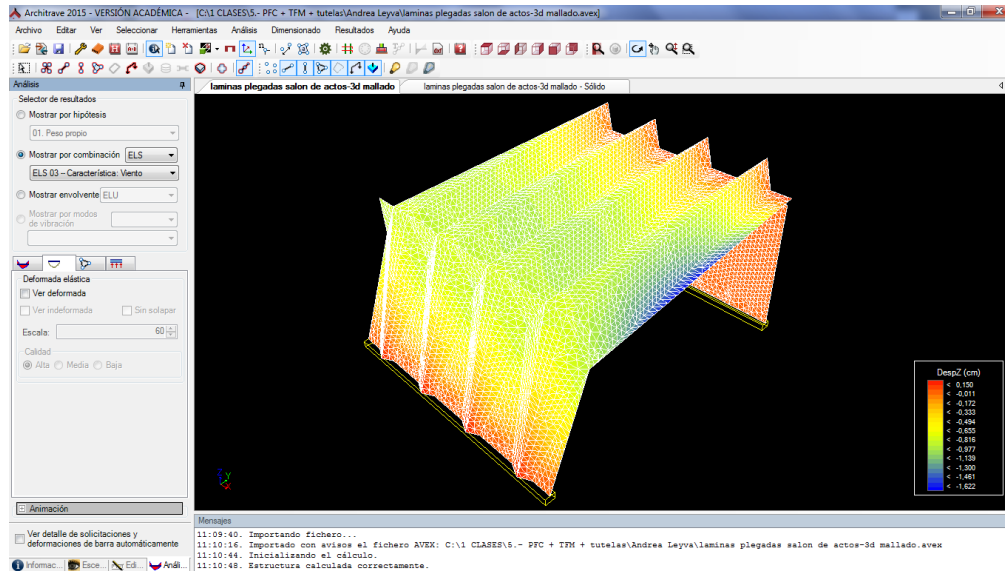 Architrave 2015 - VERSIÓN ACADÉMICA - [C:\1 CLASES\5.- PFC + TFM + tutelas\Andrea Leyva\laminas plegadas salon de actos-3d mallado.avex]
Archivo Editar Ver Seleccionar Herramientas Análisis Dimensionado Resultados Ayuda
Análisis
laminas plegadas salon de actos-3d mallado
laminas plegadas salon de actos-3d mallado - Sólido
Selector de resultados
Mostrar por hipótesis
01. Peso propio
Mostrar por combinación ELS
ELS 03 – Característica: Viento
Mostrar envolvente ELU
Mostrar por modos
de vibración
Deformada elástica
Ver deformada
Ver indeformada Sin solapar
Escala: 60
Calidad
Alta Media Baja
DespZ (cm)
< 0,150
< -0,011
< -0,172
< -0,333
< -0,494
< -0,655
< -0,816
< -0,977
< -1,139
< -1,300
< -1,461
< -1,622
Animación
Ver detalle de solicitaciones y
deformaciones de barra automáticamente
Informac... Esce... Edi... Análi...
Mensajes
11:09:40. Importando fichero...
11:10:16. Importado con avisos el fichero AVEX: C:\1 CLASES\5.- PFC + TFM + tutelas\Andrea Leyva\laminas plegadas salon de actos-3d mallado.avex
11:10:44. Inicializando el cálculo.
11:10:48. Estructura calculada correctamente.